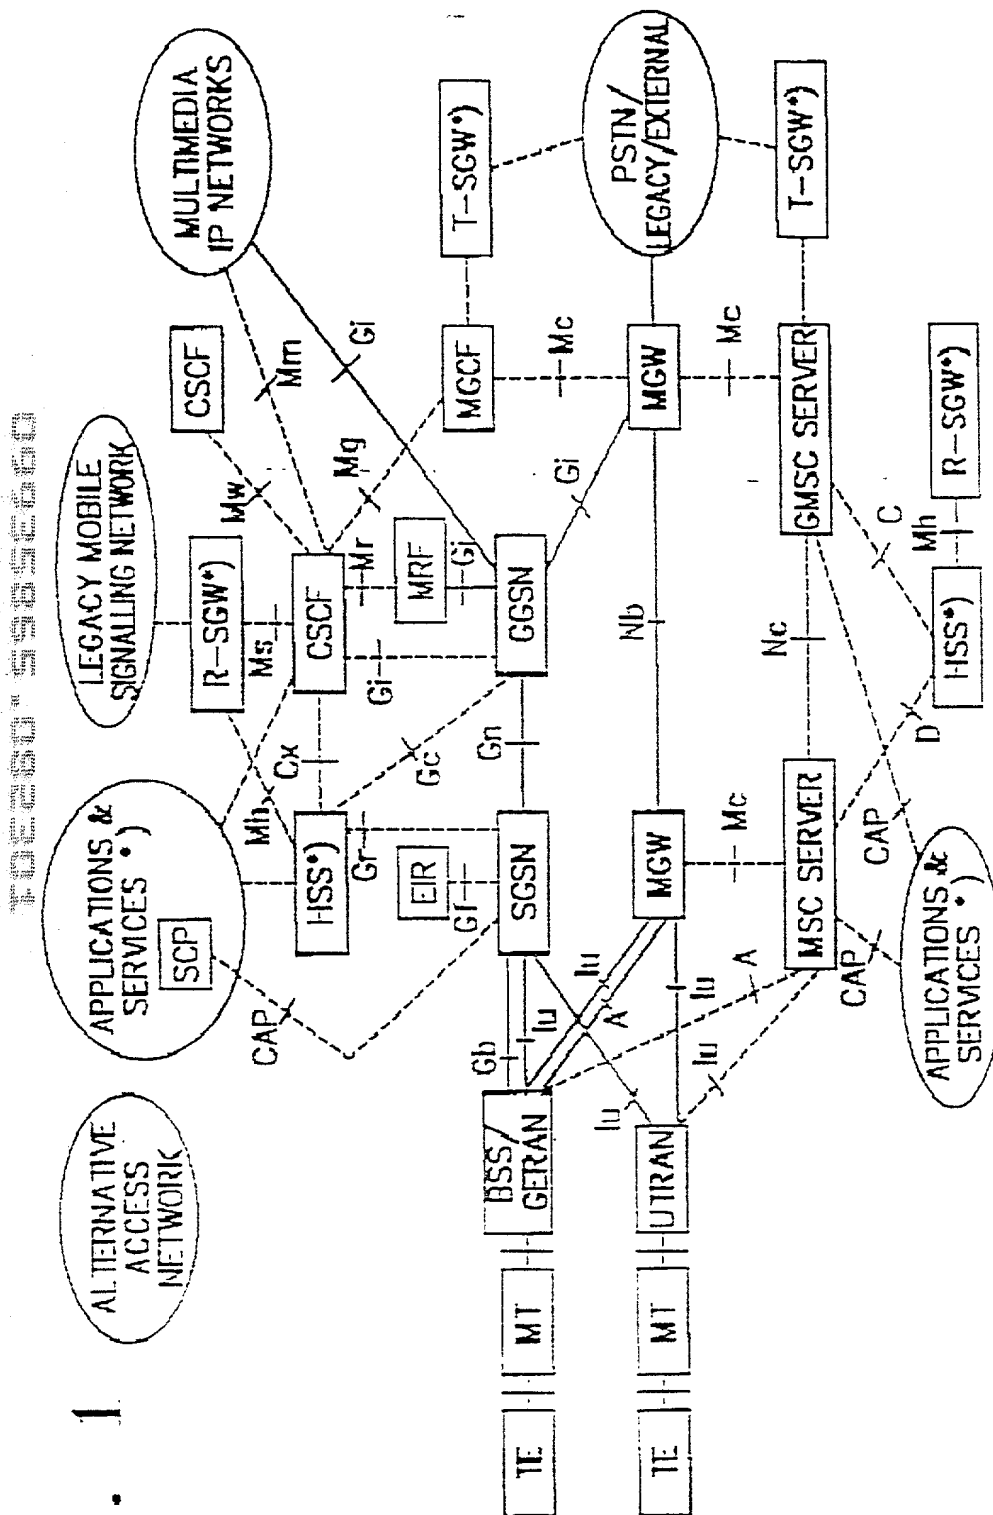 . 1
ALTERNATIVE
ACCESS
NETWORK
APPLICATIONS &
SERVICES *)
SCP
LEGACY MOBILE
SIGNALLING NETWORK
MULTIMEDIA
IP NETWORKS
CAP
Mh
R-SGW*)
Ms
Mw
CSCF
Mm
Gi
HSS*)
Cx
CSCF
Gr
Gc
Gi
Mr
Mg
EIR
Gf
MRF
Gi
MGCF
T-SGW*)
TE
MT
BSS/
GERAN
Gb
Iu
SGSN
Gn
GGSN
Gi
Mc
PSTN/
LEGACY/EXTERNAL
TE
MT
UTRAN
Iu
Iu
A
Iu
MGW
Nb
MGW
Iu
A
Mc
Mc
CAP
MSC SERVER
Nc
GMSC SERVER
T-SGW*)
CAP
D
C
APPLICATIONS &
SERVICES *)
HSS*)
Mh
R-SGW*)